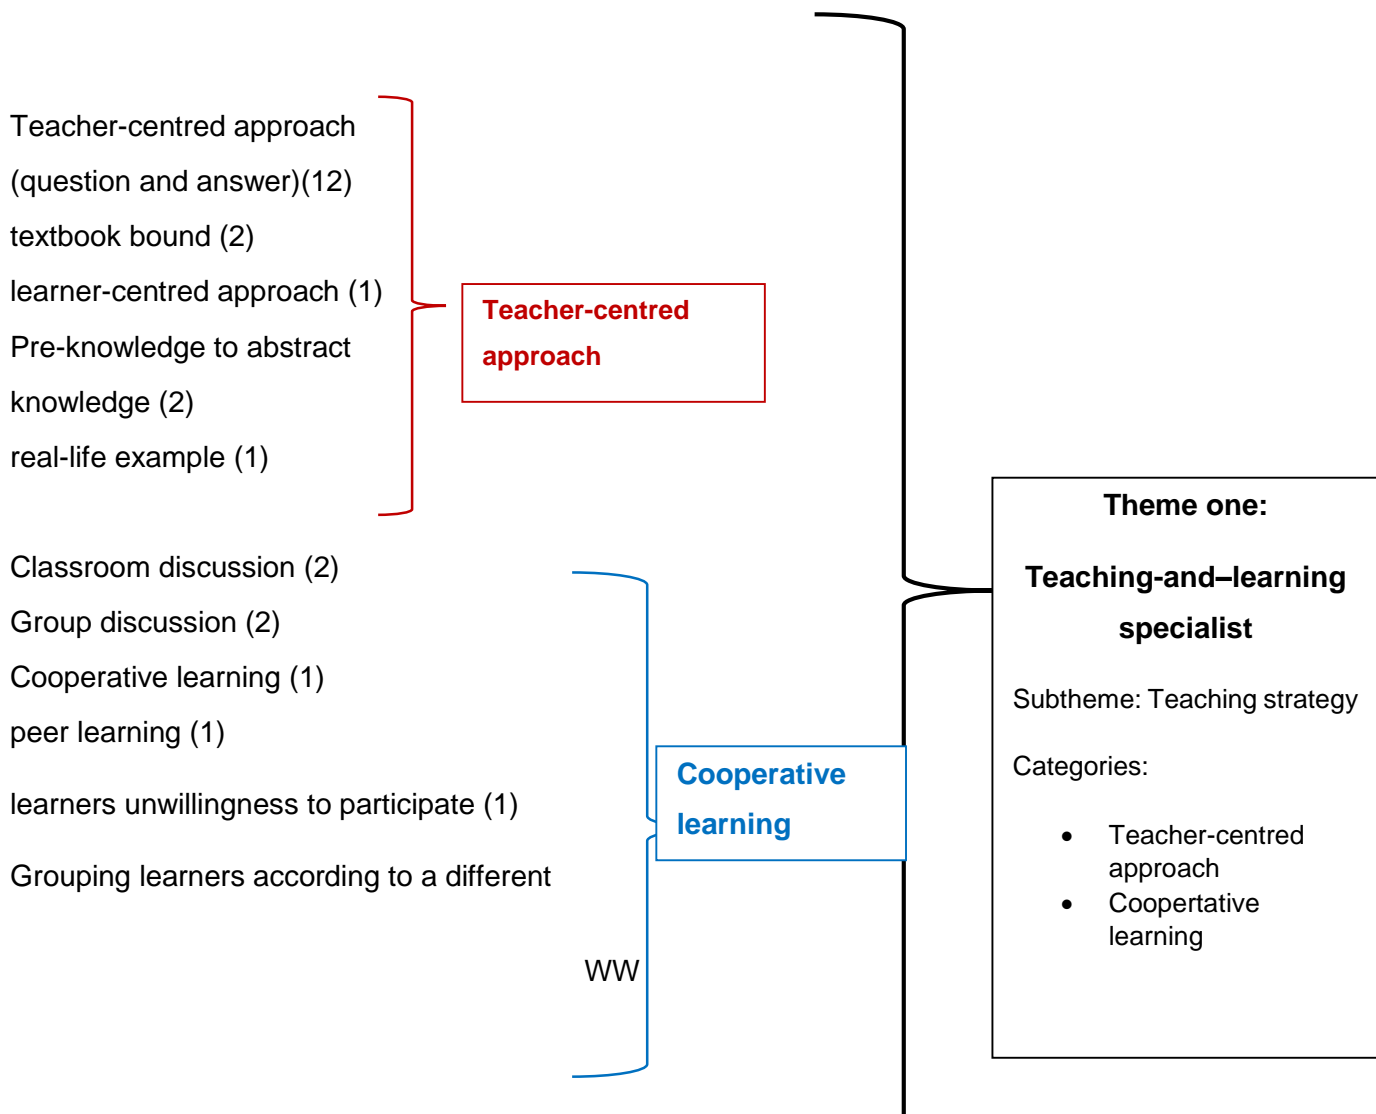 Teacher-centred approach
(question and answer)(12)
textbook bound (2)
learner-centred approach (1)
Pre-knowledge to abstract
knowledge (2)
real-life example (1)
Teacher-centred
approach
Classroom discussion (2)
Group discussion (2)
Cooperative learning (1)
peer learning (1)
learners unwillingness to participate (1)
Grouping learners according to a different
WW
Cooperative
learning
Theme one:
Teaching-and–learning
specialist
Subtheme: Teaching strategy
Categories:
• Teacher-centred
approach
• Coopertative
learning